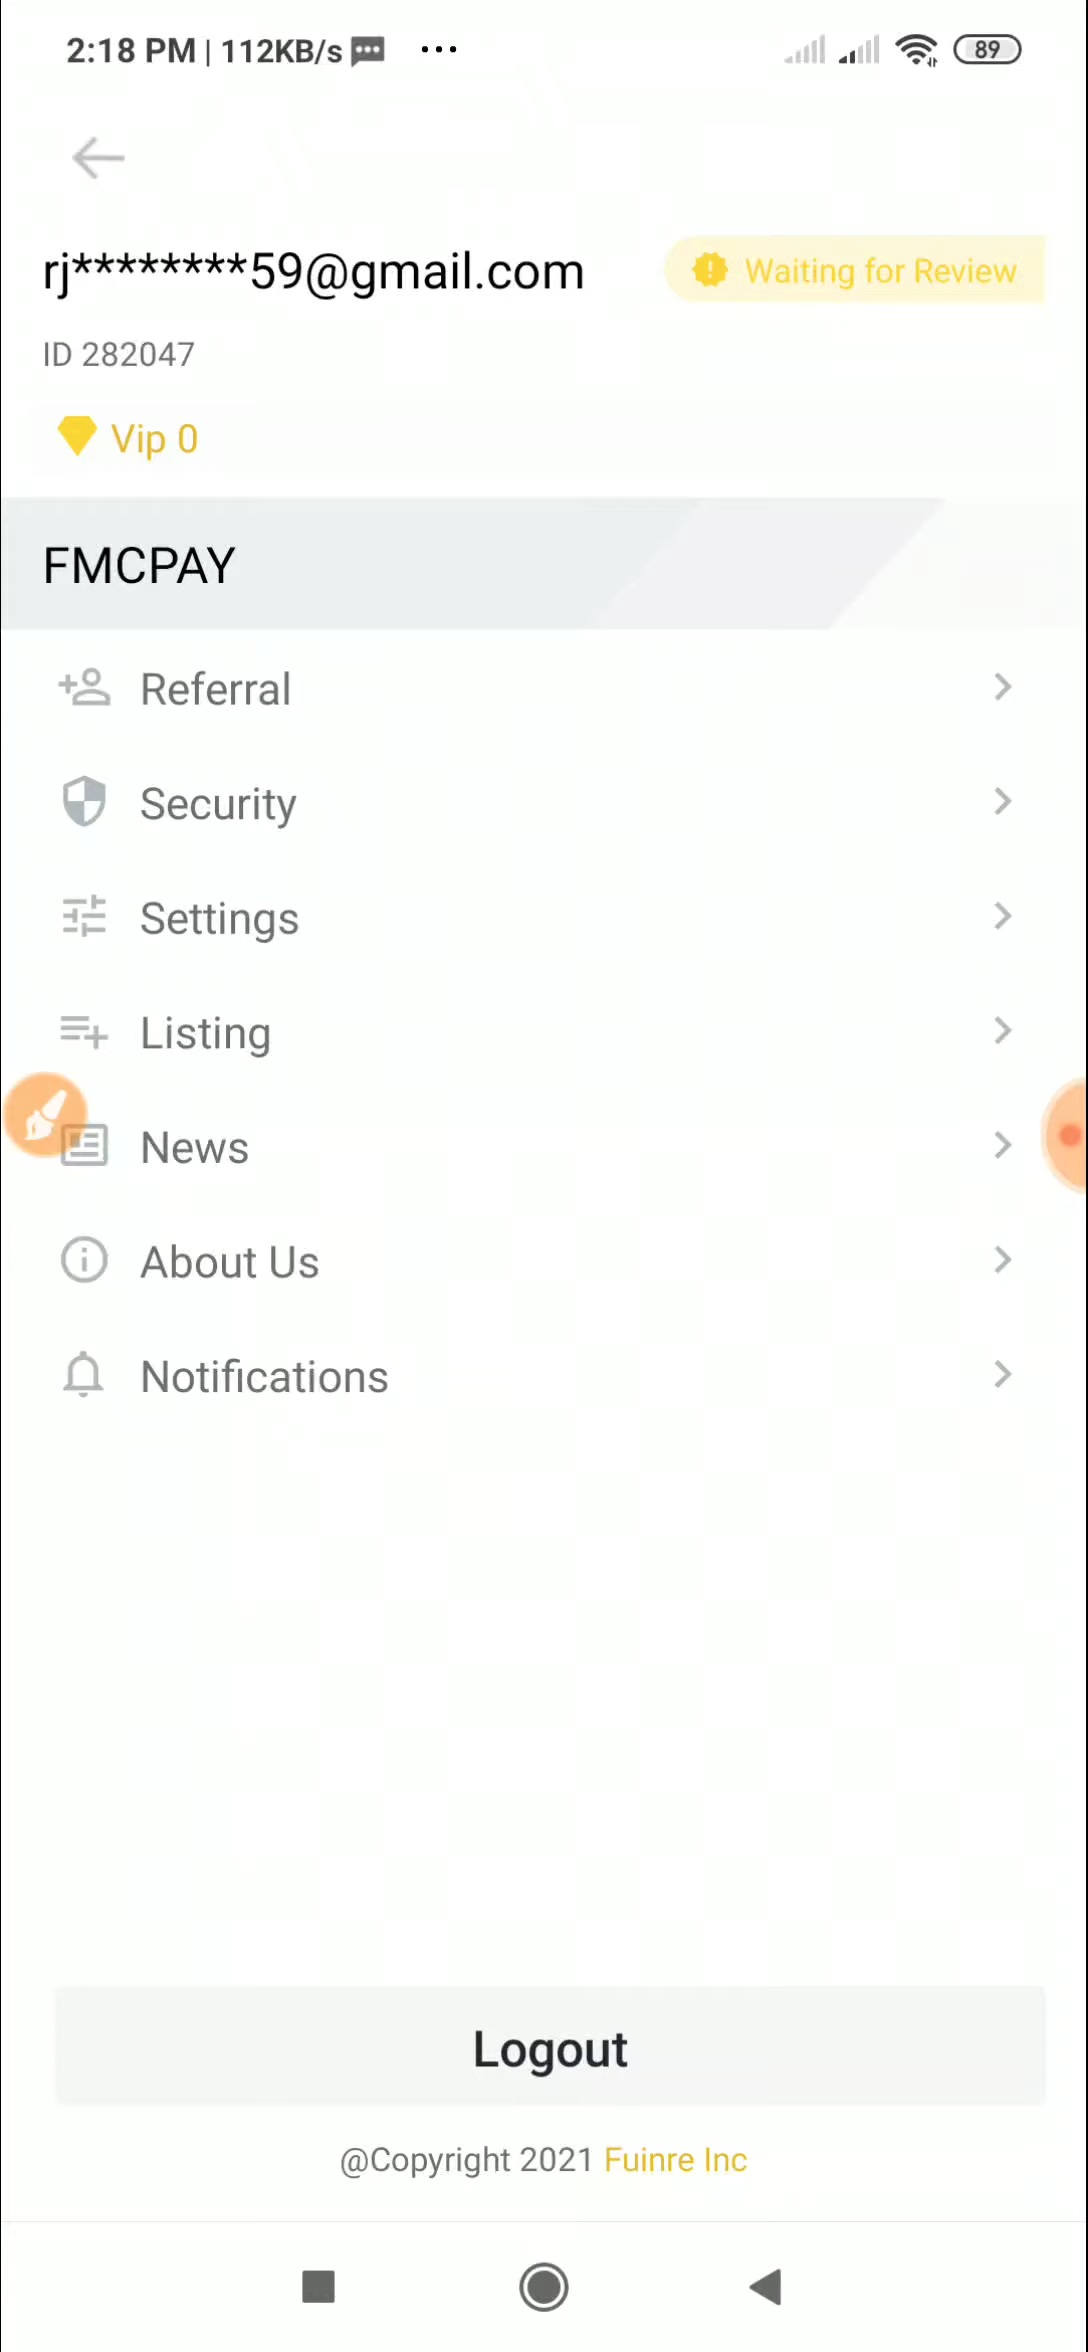 2:18 PM | 112KB/s ... 89
rj********59@gmail.com
Waiting for Review
ID 282047
Vip 0
FMCPAY
Referral
Security
Settings
Listing
News
About Us
Notifications
Logout
@Copyright 2021 Fuinre Inc